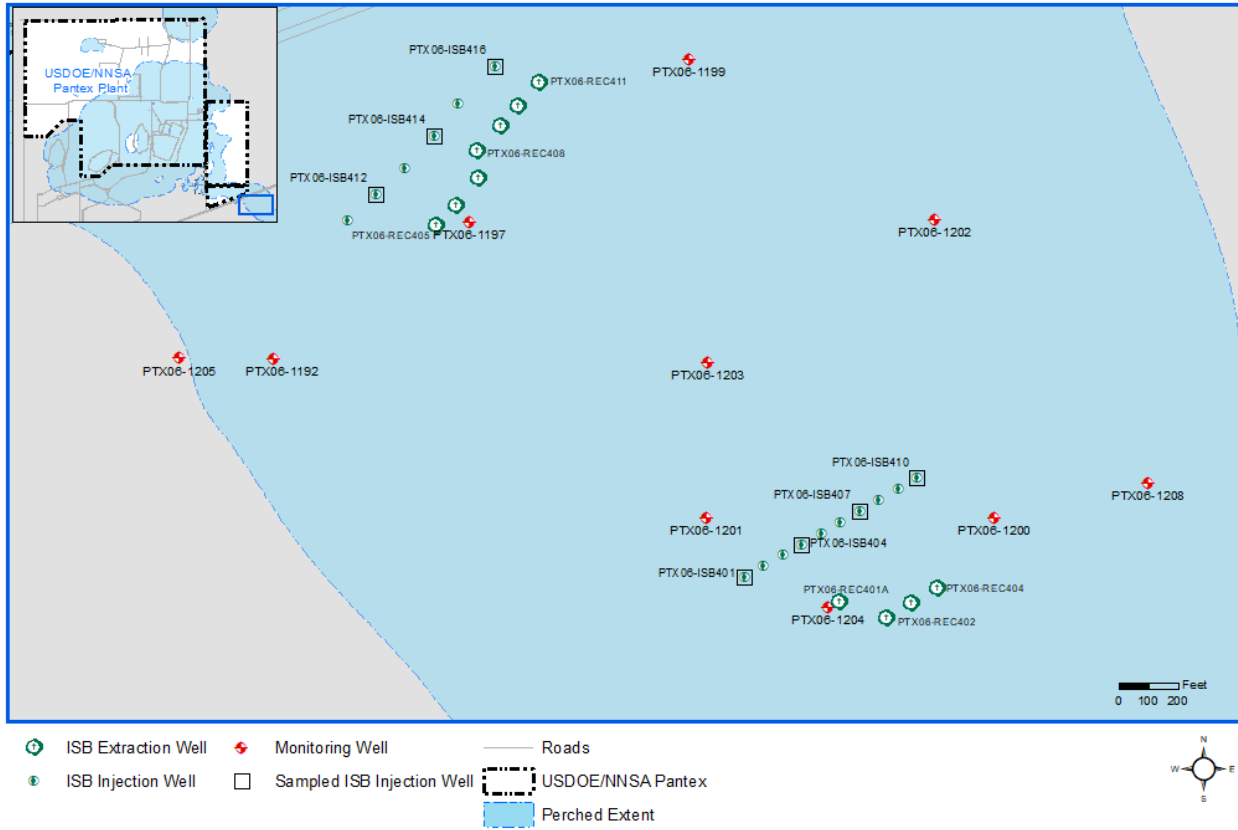 USDOE/NNSA
Pantex Plant
PTX06-ISB416
PTX06-REC411
PTX06-1199
PTX06-ISB414
PTX06-REC408
PTX06-ISB412
PTX06-REC405
PTX06-1197
PTX06-1202
PTX06-1205
PTX06-1192
PTX06-1203
PTX06-ISB410
PTX06-1208
PTX06-ISB407
PTX06-1201
PTX06-ISB404
PTX06-1200
PTX06-ISB401
PTX06-REC401A
PTX06-REC404
PTX06-1204
PTX06-REC402
Feet
0 100 200
ISB Extraction Well
Monitoring Well
Roads
ISB Injection Well
Sampled ISB Injection Well
USDOE/NNSA Pantex
Perched Extent
N
W
E
S